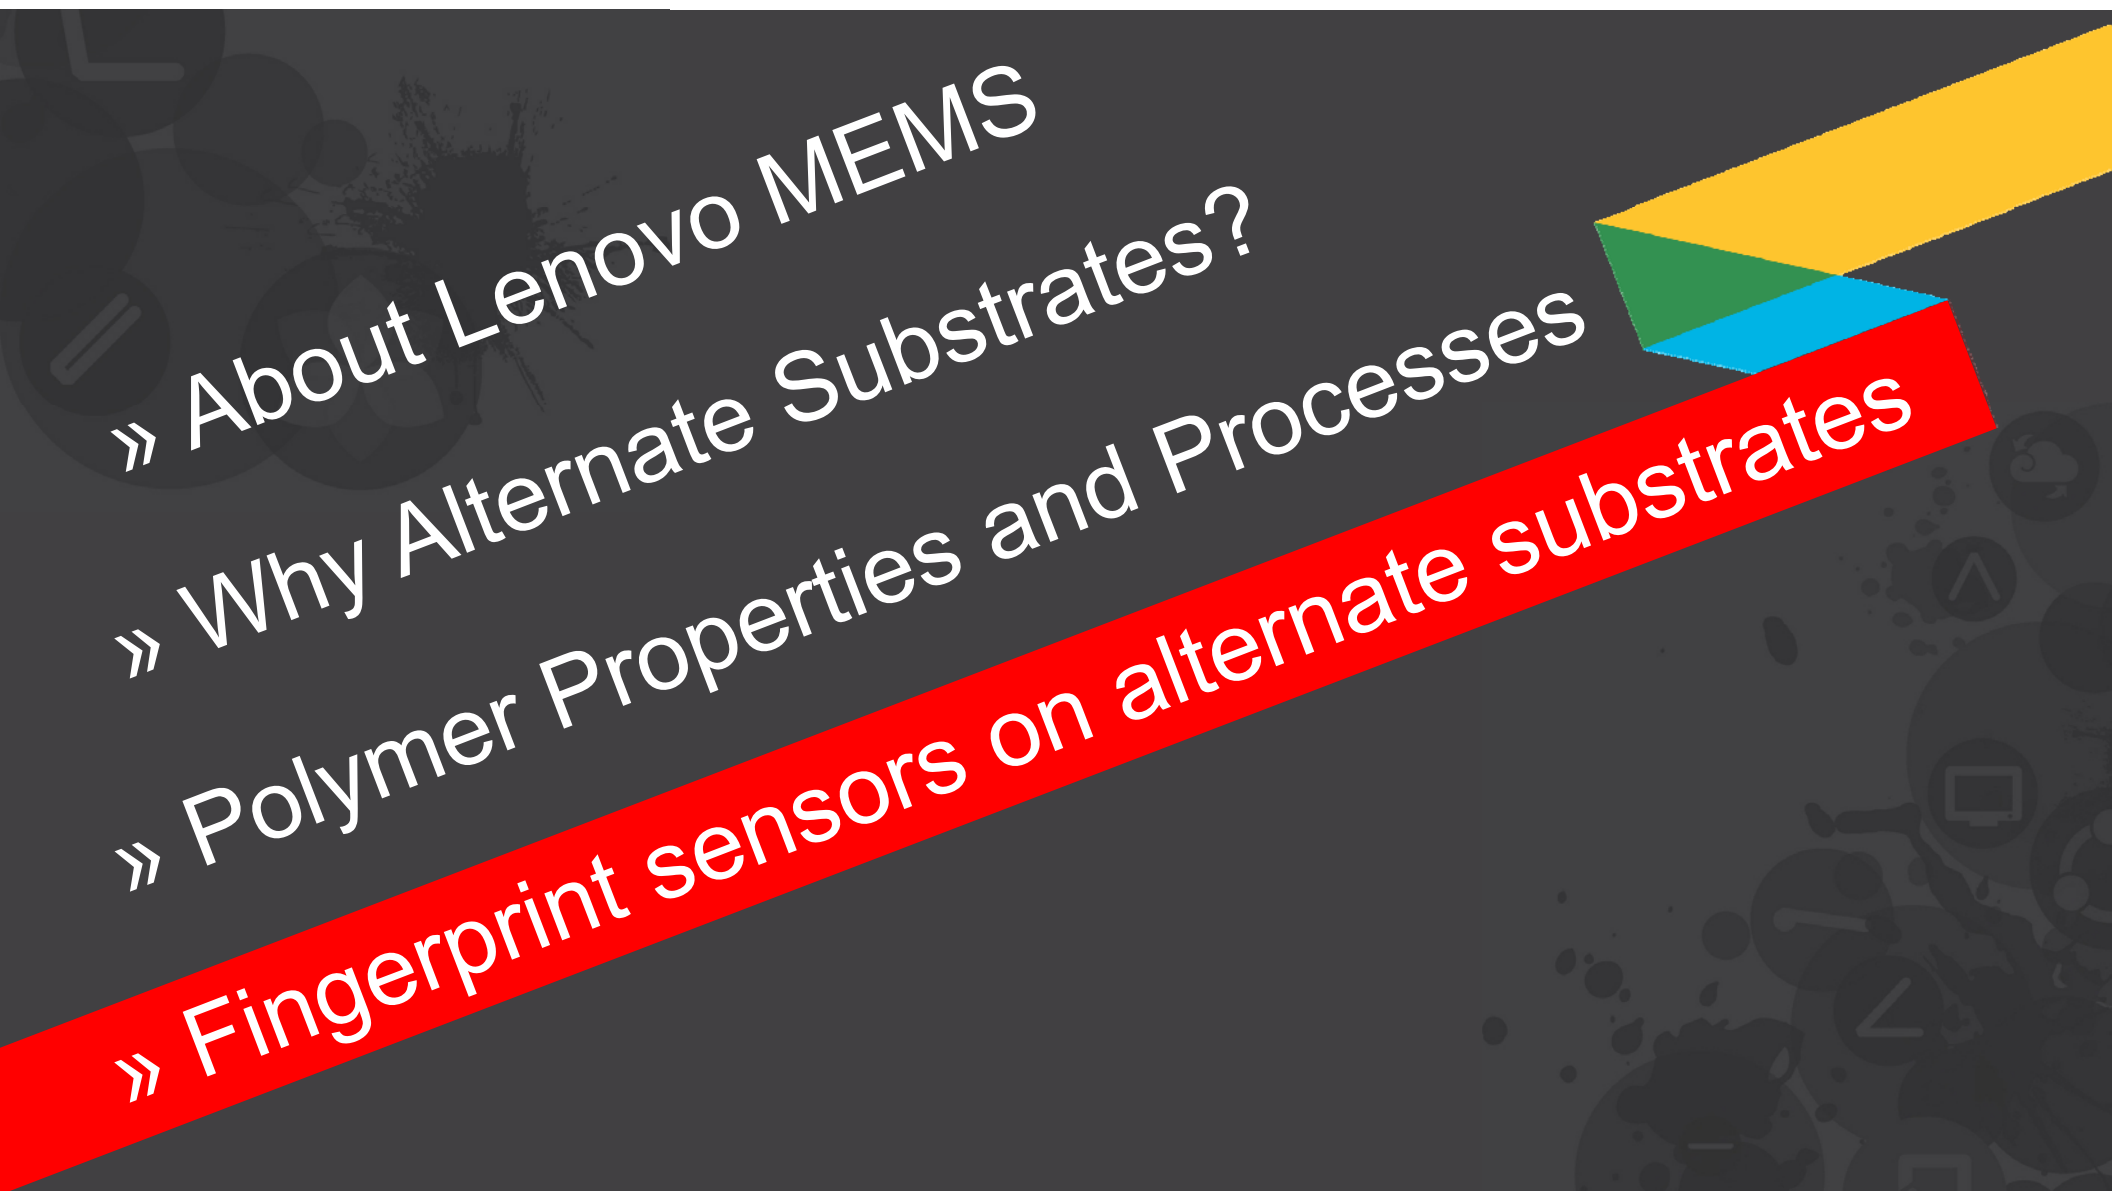 » About Lenovo MEMS
» Why Alternate Substrates?
» Polymer Properties and Processes
» Fingerprint sensors on alternate substrates